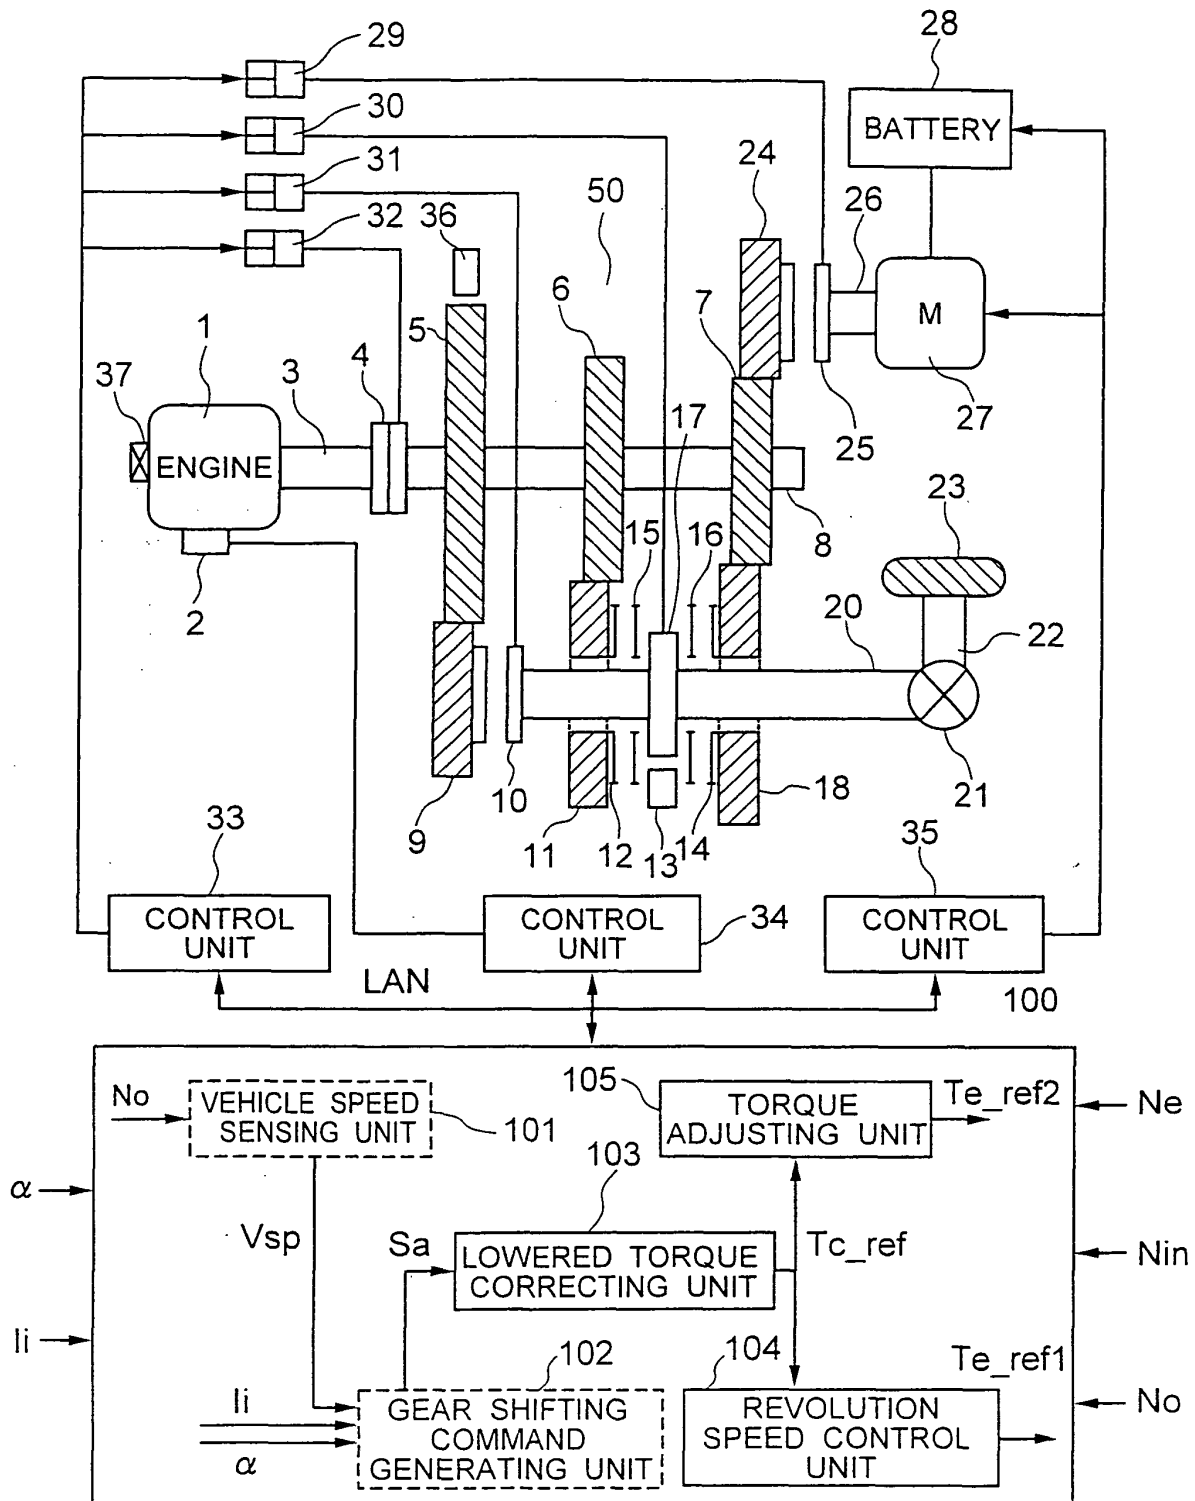 29
28
30
BATTERY
31
24
32
36
50
26
6
5
7
M
1
37
4
3
17
25
27
ENGINE
23
15
16
8
2
20
22
10
9
11
12
13
14
18
21
33
35
CONTROL
UNIT
CONTROL
UNIT
34
CONTROL
UNIT
LAN
100
No
VEHICLE SPEED
SENSING UNIT
101
105
TORQUE
ADJUSTING UNIT
Te_ref2
Ne
α
103
Vsp
Sa
LOWERED TORQUE
CORRECTING UNIT
Tc_ref
Nin
Ii
102
104
Te_ref1
Ii
α
GEAR SHIFTING
COMMAND
GENERATING UNIT
REVOLUTION
SPEED CONTROL
UNIT
No